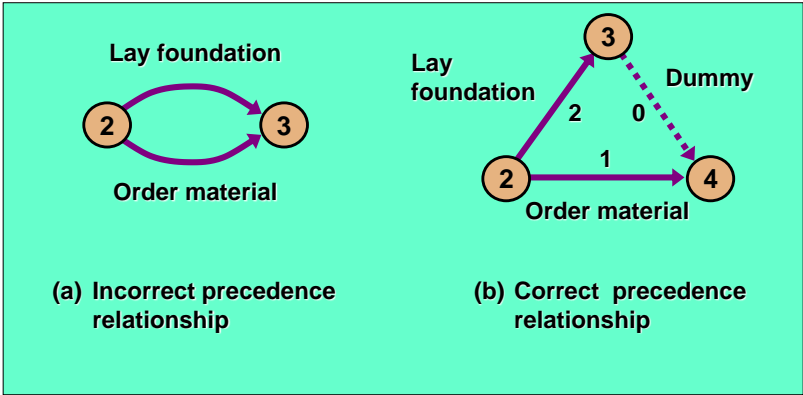 Lay foundation
2
3
Order material
(a) Incorrect precedence
relationship
3
Lay
foundation
Dummy
2
0
1
2
4
Order material
(b) Correct precedence
relationship